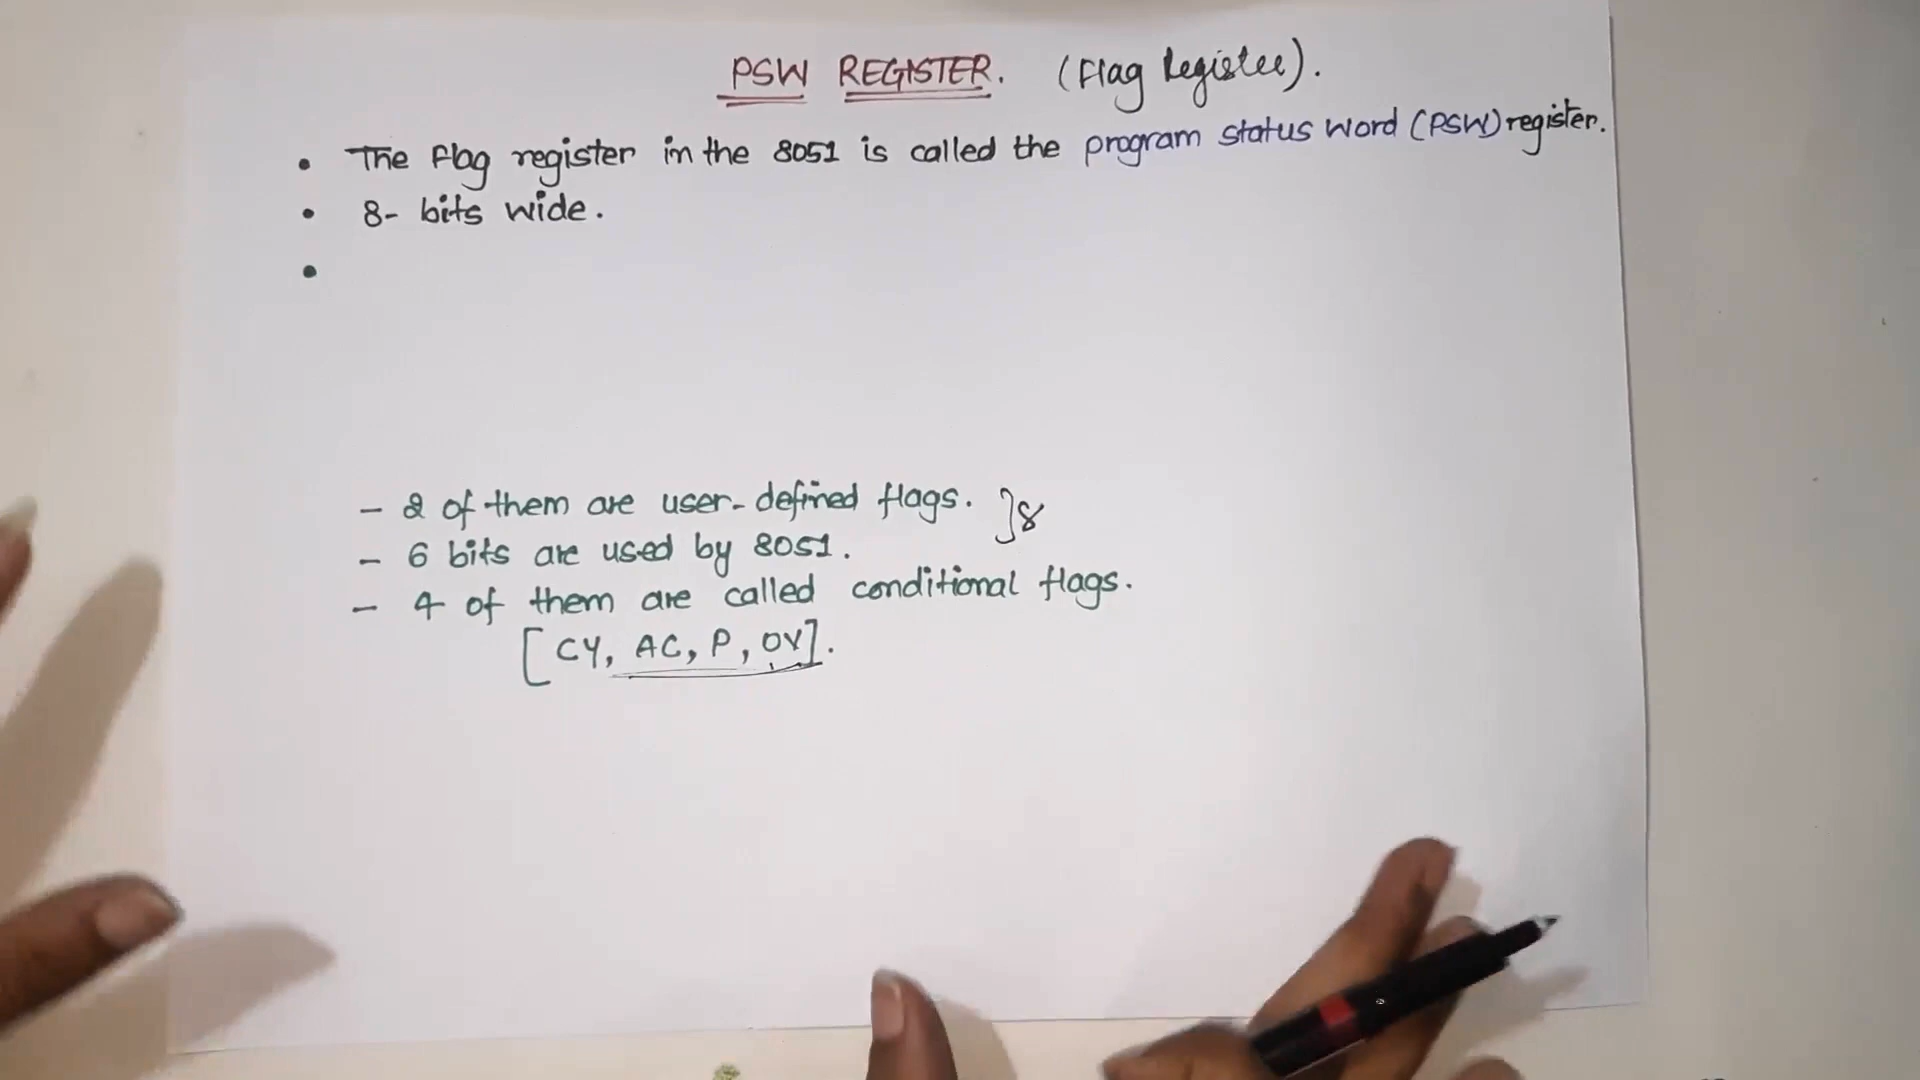 PSW REGISTER. (Flag Register).
• The Flag register in the 8051 is called the program status word (PSW) register.
• 8- bits wide.
•
- 2 of them are user-defined flags. ]8
- 6 bits are used by 8051.
- 4 of them are called conditional flags.
[CY, AC, P, OV].